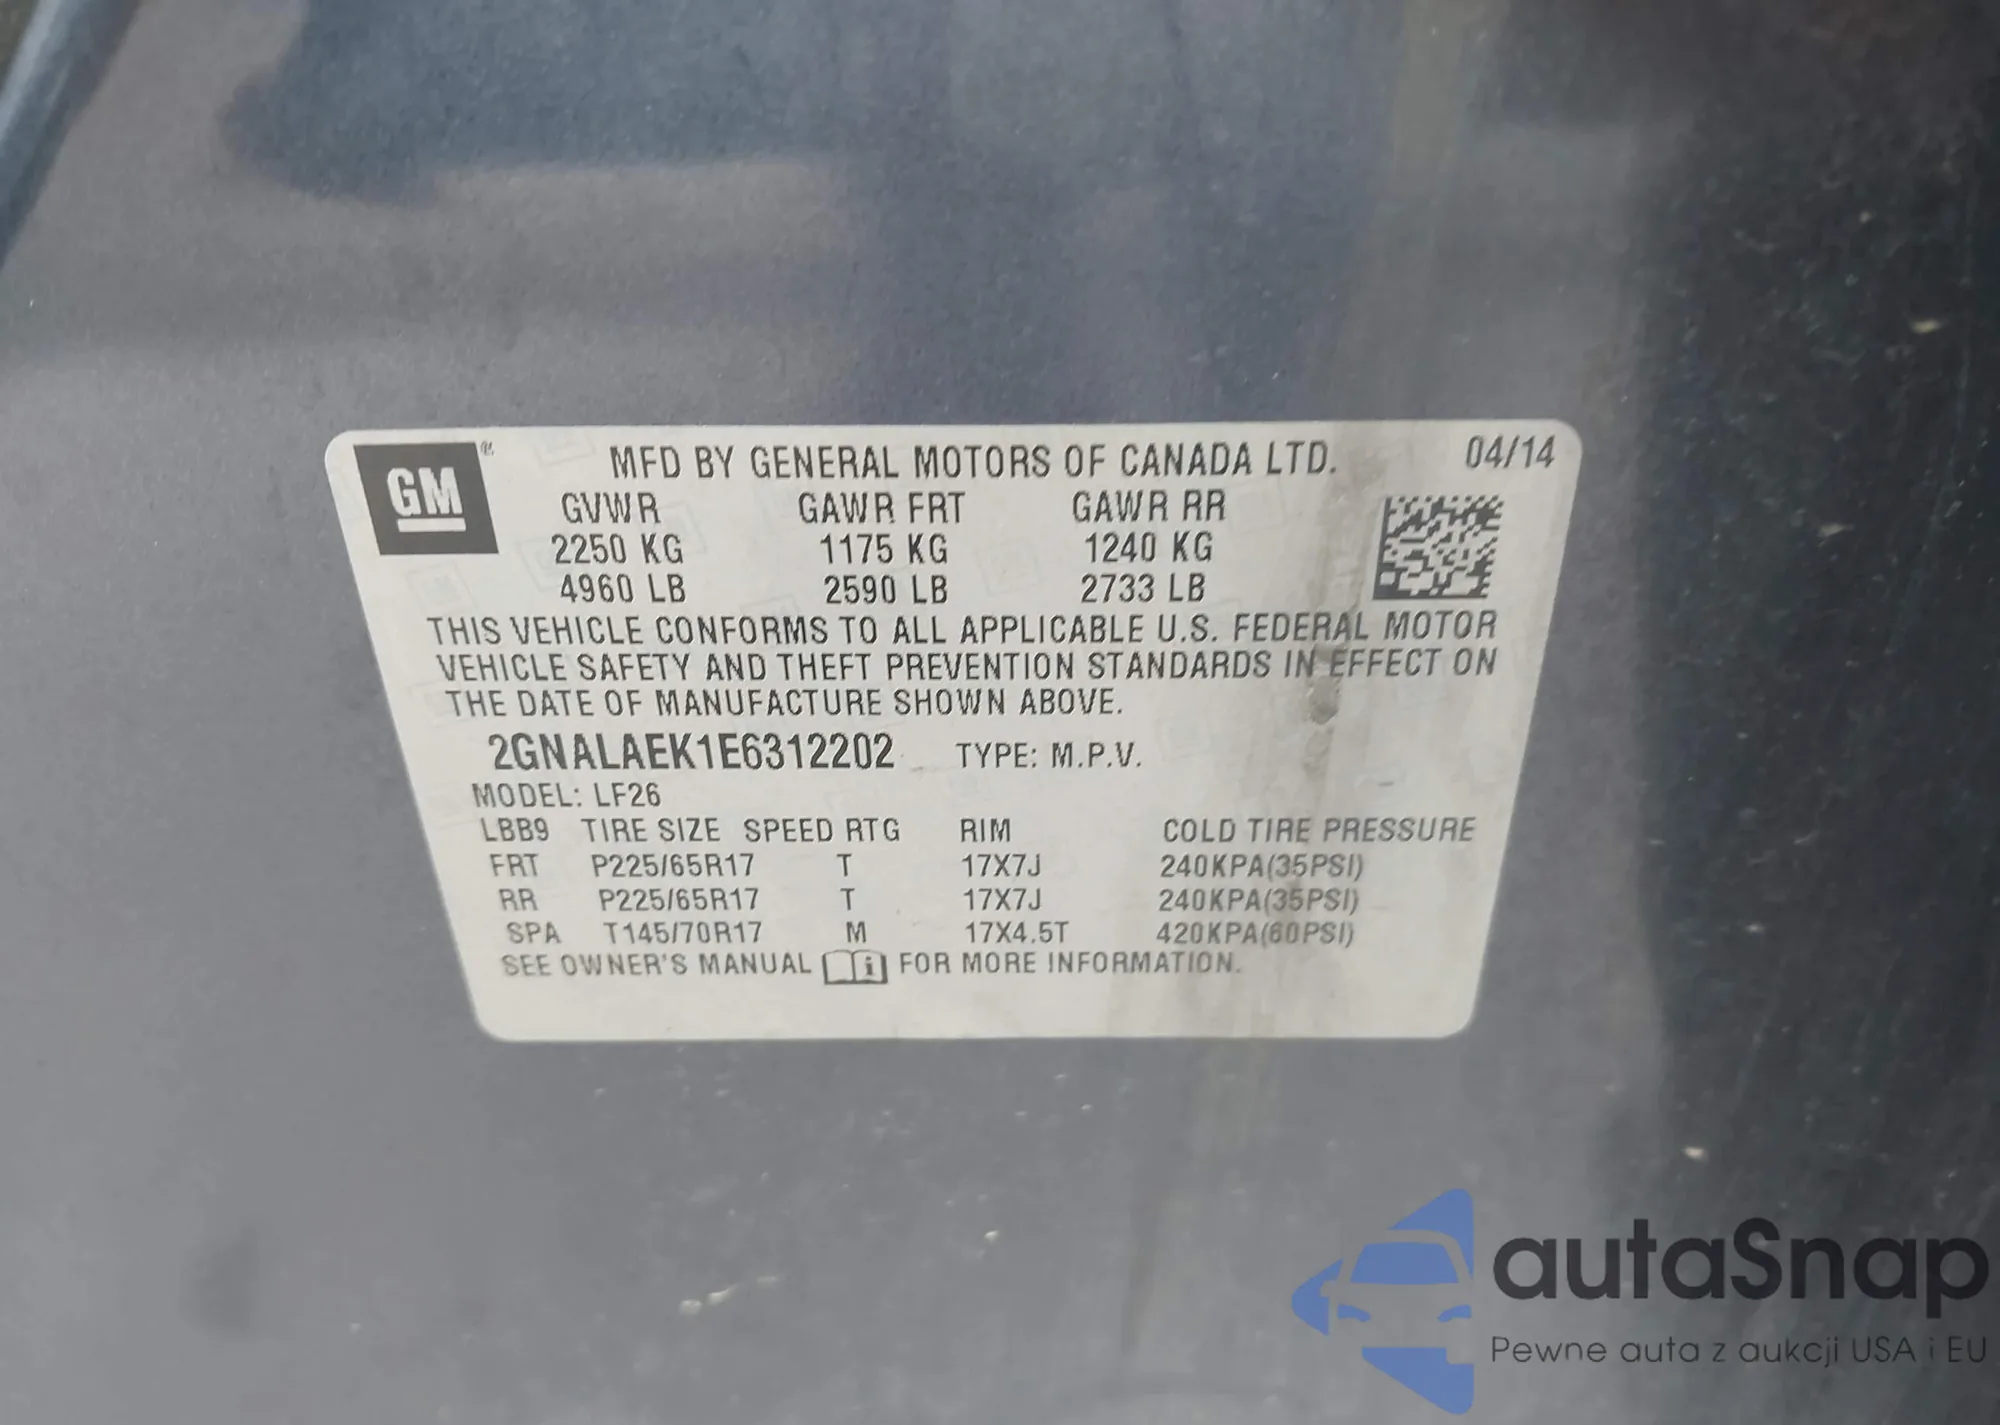 GM ®
MFD BY GENERAL MOTORS OF CANADA LTD. 04/14
GVWR GAWR FRT GAWR RR
2250 KG 1175 KG 1240 KG
4960 LB 2590 LB 2733 LB
THIS VEHICLE CONFORMS TO ALL APPLICABLE U.S. FEDERAL MOTOR
VEHICLE SAFETY AND THEFT PREVENTION STANDARDS IN EFFECT ON
THE DATE OF MANUFACTURE SHOWN ABOVE.
2GNALAEK1E6312202 TYPE: M.P.V.
MODEL: LF26
LBB9 TIRE SIZE SPEED RTG RIM COLD TIRE PRESSURE
FRT P225/65R17 T 17X7J 240KPA(35PSI)
RR P225/65R17 T 17X7J 240KPA(35PSI)
SPA T145/70R17 M 17X4.5T 420KPA(60PSI)
SEE OWNER'S MANUAL i FOR MORE INFORMATION.
autaSnap
Pewne auta z aukcji USA i EU